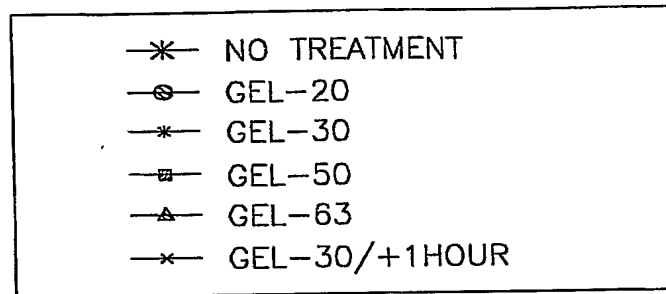 NO TREATMENT
GEL-20
GEL-30
GEL-50
GEL-63
GEL-30/+1HOUR